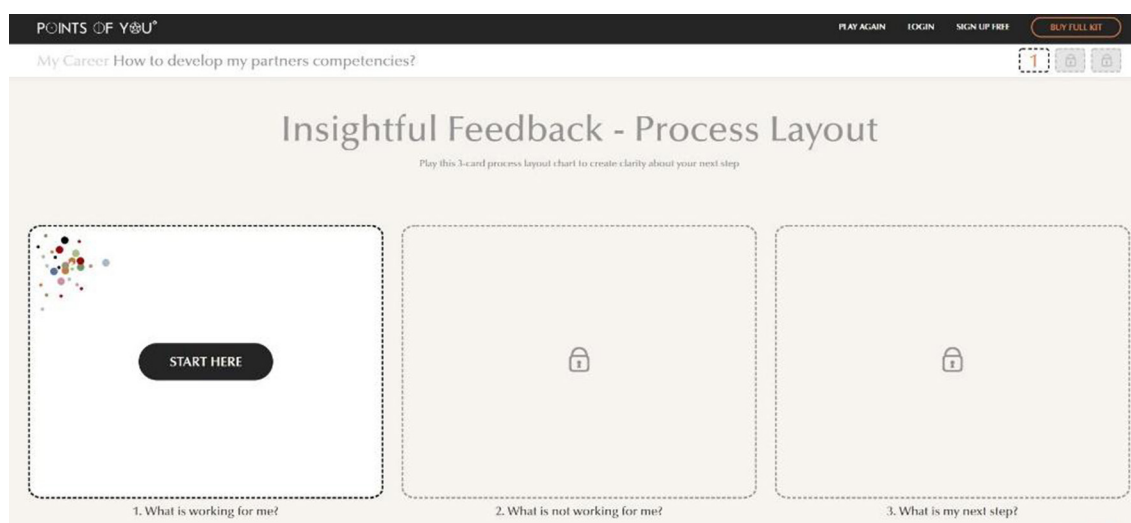 POINTS OF YOU®
PLAY AGAIN LOGIN SIGN UP FREE BUY FULL KIT
My Career How to develop my partners competencies?
1
Insightful Feedback - Process Layout
Play this 3-card process layout chart to create clarity about your next step
START HERE
1. What is working for me?
2. What is not working for me?
3. What is my next step?